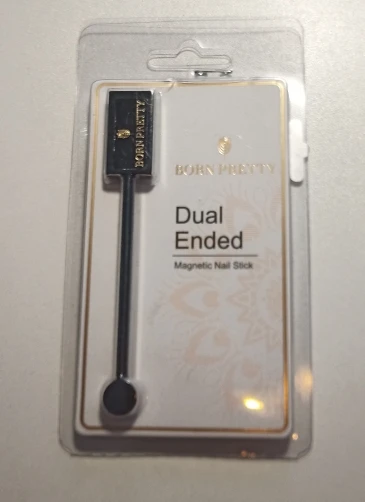 BORN PRETTY
BORN PRETTY
Dual
Ended
Magnetic Nail Stick